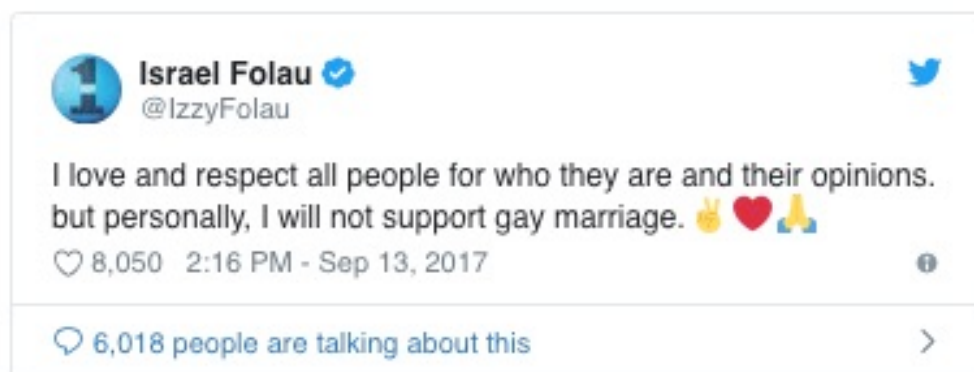 Israel Folau
@IzzyFolau
I love and respect all people for who they are and their opinions.
but personally, I will not support gay marriage. ✌️❤️🙏
8,050 2:16 PM - Sep 13, 2017
6,018 people are talking about this